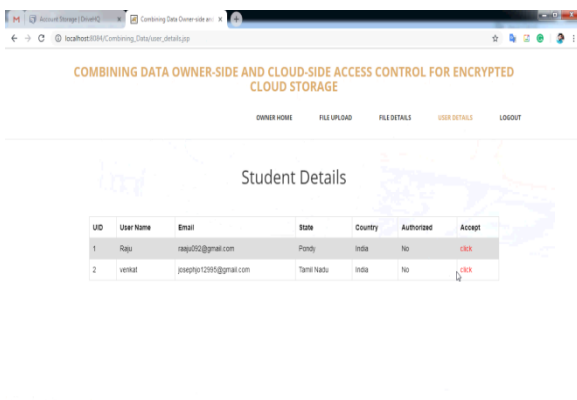 Account Storage | DriveHQ
Combining Data Owner-side and
localhost:8084/Combining_Data/user_details.jsp
COMBINING DATA OWNER-SIDE AND CLOUD-SIDE ACCESS CONTROL FOR ENCRYPTED
CLOUD STORAGE
OWNER HOME FILE UPLOAD FILE DETAILS USER DETAILS LOGOUT
Student Details
UID User Name Email State Country Authorized Accept
1 Raju raaju092@gmail.com Pondy India No click
2 venkat josephjo12995@gmail.com Tamil Nadu India No click